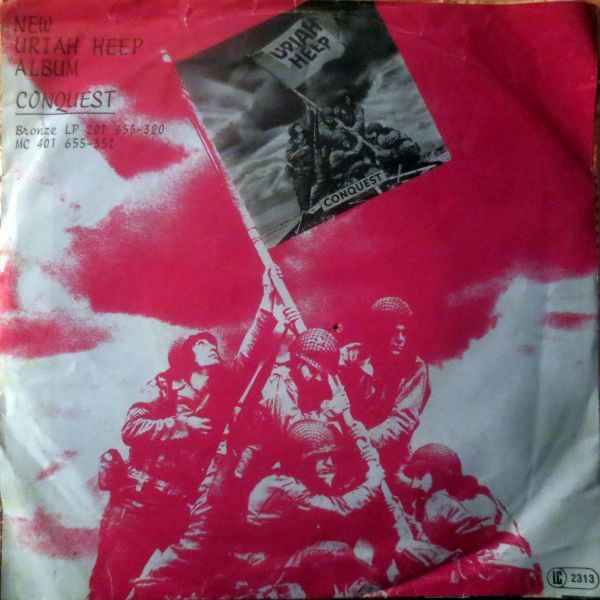 NEW
URIAH HEEP
ALBUM
CONQUEST
Bronze LP 201 655-320
MC 401 655-352
URIAH
HEEP
CONQUEST
LC 2313